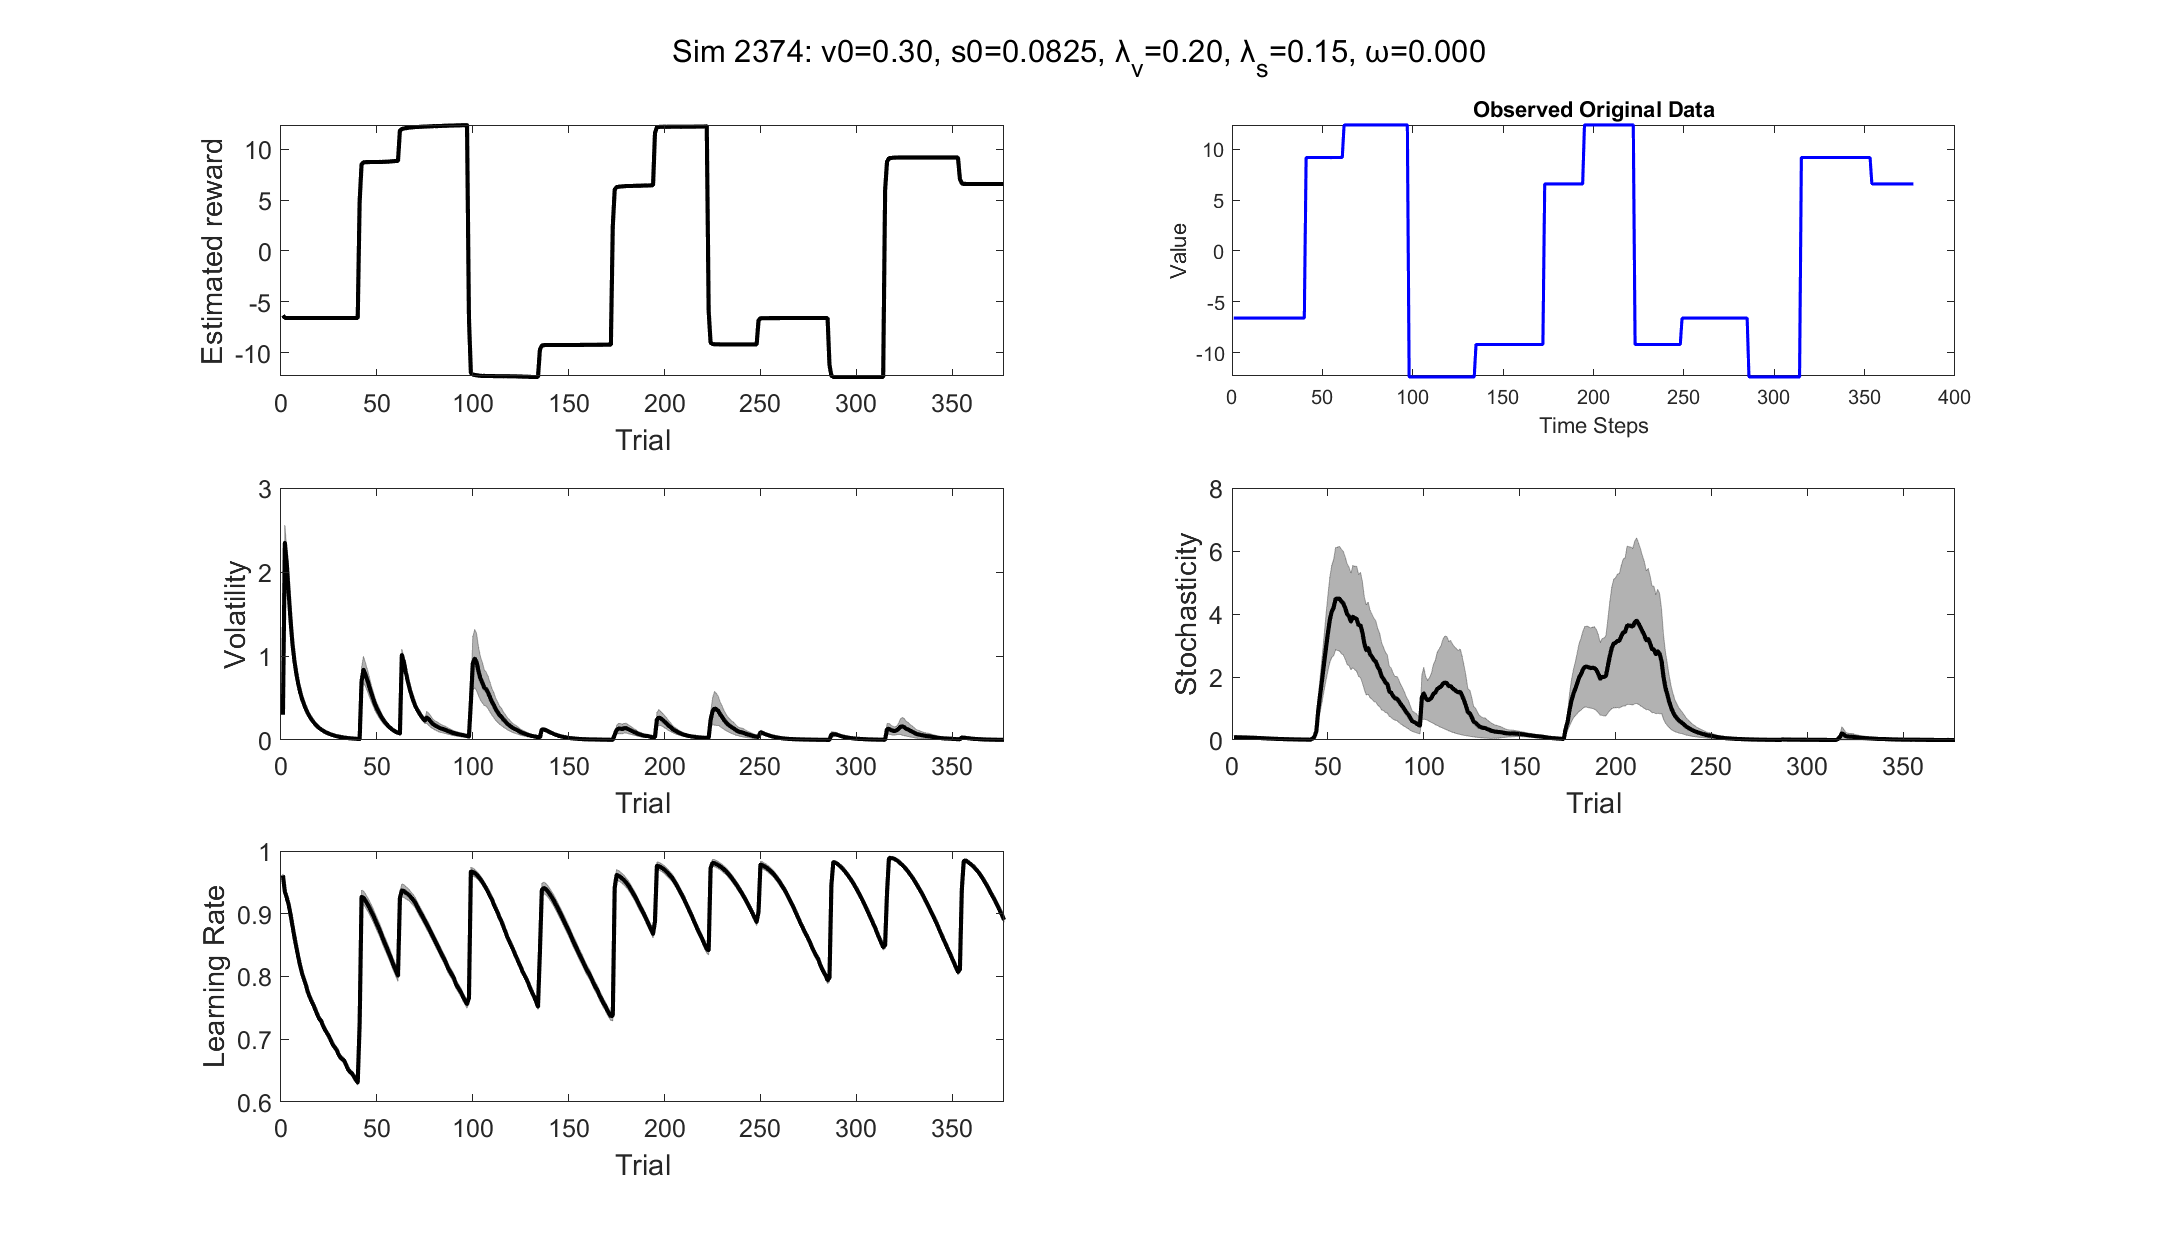 Sim 2374: v0=0.30, s0=0.0825, λ_v=0.20, λ_s=0.15, ω=0.000
Estimated reward
10
5
0
-5
-10
0 50 100 150 200 250 300 350
Trial
Observed Original Data
Value
10
5
0
-5
-10
0 50 100 150 200 250 300 350 400
Time Steps
Volatility
3
2
1
0
0 50 100 150 200 250 300 350
Trial
Stochasticity
8
6
4
2
0
0 50 100 150 200 250 300 350
Trial
Learning Rate
1
0.9
0.8
0.7
0.6
0 50 100 150 200 250 300 350
Trial